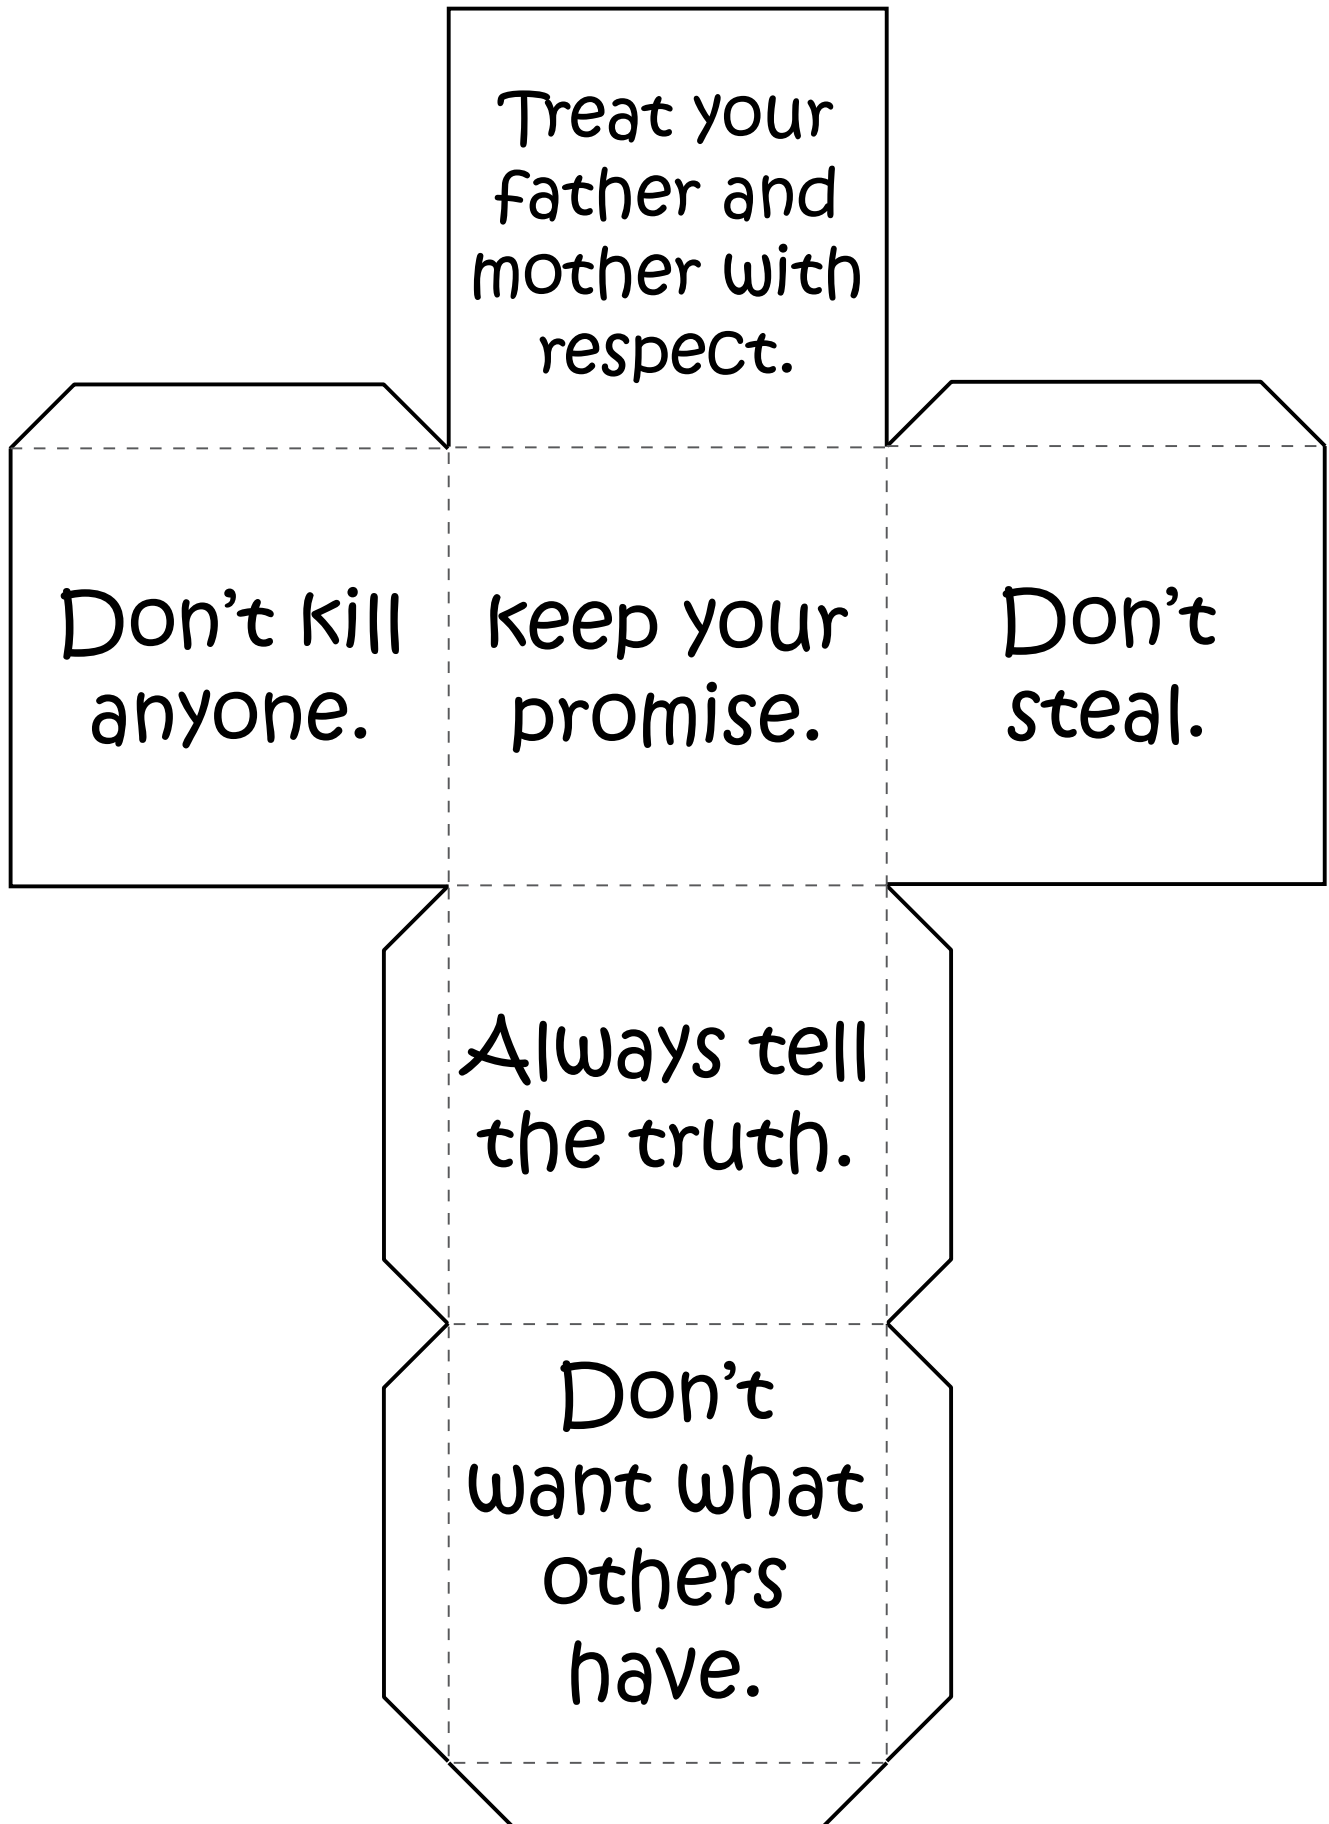 Treat your
father and
mother with
respect.
Don't kill
anyone.
keep your
promise.
Don't
steal.
Always tell
the truth.
Don't
want what
others
have.